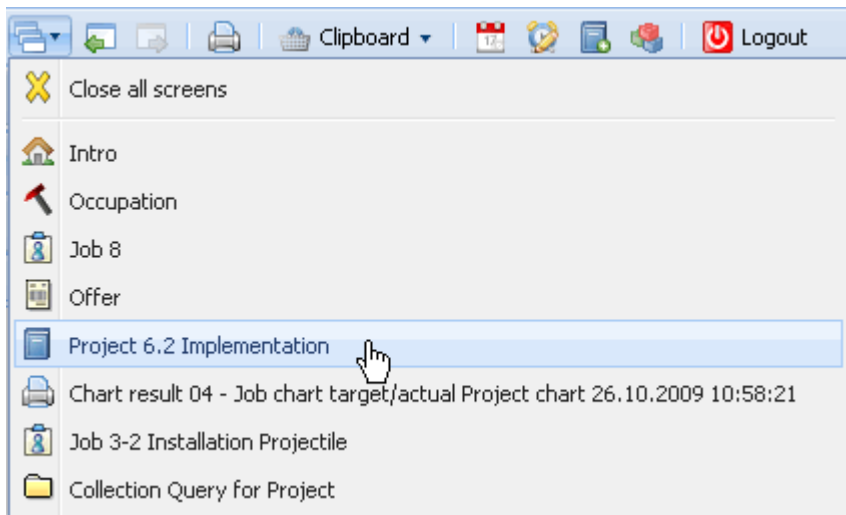 Clipboard 17 Logout
Close all screens
Intro
Occupation
Job 8
Offer
Project 6.2 Implementation
Chart result 04 - Job chart target/actual Project chart 26.10.2009 10:58:21
Job 3-2 Installation Projectile
Collection Query for Project